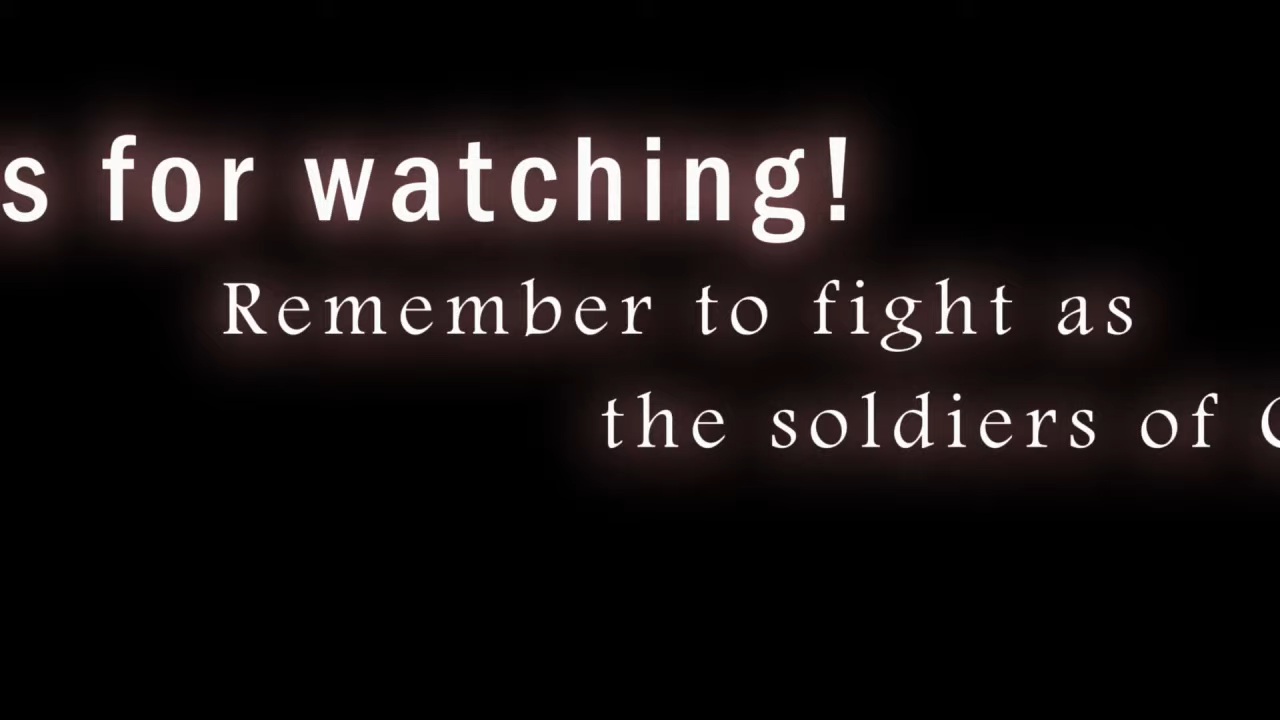 s for watching!
Remember to fight as
the soldiers of